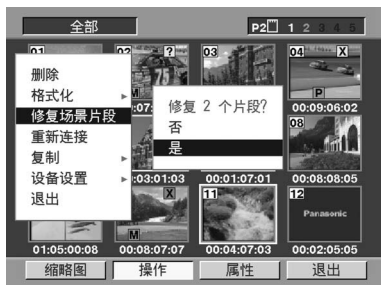 全部
P2 1 2 3 4 5
01
02 ?
03
04 X
删除
格式化
修复场景片段
重新连接
复制
设备设置
退出
修复 2 个片段?
否
是
75
M
:07:
P
00:09:06:02
08
:03:01:03
00:01:07:01
00:08:08:05
X
M
11
12
Panasonic
01:05:00:08
00:08:07:07
00:04:07:03
00:02:05:05
缩略图
操作
属性
退出